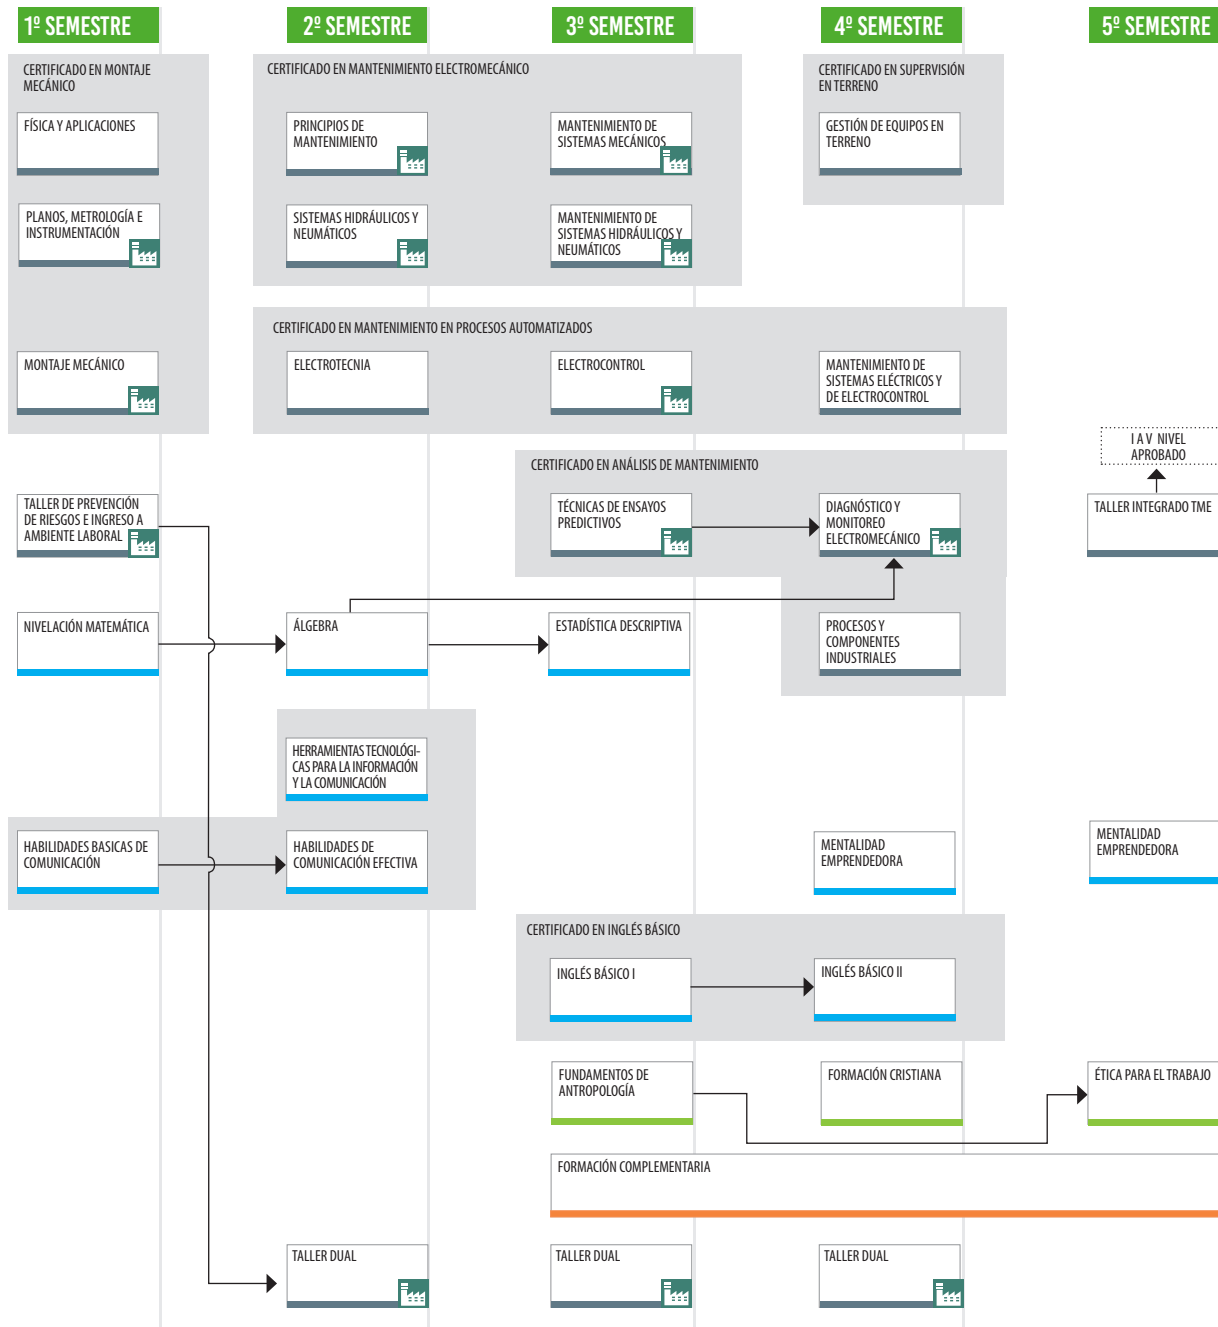 1º SEMESTRE
2º SEMESTRE
3º SEMESTRE
4º SEMESTRE
5º SEMESTRE
CERTIFICADO EN MONTAJE
MECÁNICO
CERTIFICADO EN MANTENIMIENTO ELECTROMECÁNICO
CERTIFICADO EN SUPERVISIÓN
EN TERRENO
FÍSICA Y APLICACIONES
PRINCIPIOS DE
MANTENIMIENTO
MANTENIMIENTO DE
SISTEMAS MECÁNICOS
GESTIÓN DE EQUIPOS EN
TERRENO
PLANOS, METROLOGÍA E
INSTRUMENTACIÓN
SISTEMAS HIDRÁULICOS Y
NEUMÁTICOS
MANTENIMIENTO DE
SISTEMAS HIDRÁULICOS Y
NEUMÁTICOS
CERTIFICADO EN MANTENIMIENTO EN PROCESOS AUTOMATIZADOS
MONTAJE MECÁNICO
ELECTROTECNIA
ELECTROCONTROL
MANTENIMIENTO DE
SISTEMAS ELÉCTRICOS Y
DE ELECTROCONTROL
I A V NIVEL
APROBADO
CERTIFICADO EN ANÁLISIS DE MANTENIMIENTO
TALLER DE PREVENCIÓN
DE RIESGOS E INGRESO A
AMBIENTE LABORAL
TÉCNICAS DE ENSAYOS
PREDICTIVOS
DIAGNÓSTICO Y
MONITOREO
ELECTROMECÁNICO
TALLER INTEGRADO TME
NIVELACIÓN MATEMÁTICA
ÁLGEBRA
ESTADÍSTICA DESCRIPTIVA
PROCESOS Y
COMPONENTES
INDUSTRIALES
HERRAMIENTAS TECNOLÓGI-
CAS PARA LA INFORMACIÓN
Y LA COMUNICACIÓN
HABILIDADES BASICAS DE
COMUNICACIÓN
HABILIDADES DE
COMUNICACIÓN EFECTIVA
MENTALIDAD
EMPRENDEDORA
MENTALIDAD
EMPRENDEDORA
CERTIFICADO EN INGLÉS BÁSICO
INGLÉS BÁSICO I
INGLÉS BÁSICO II
FUNDAMENTOS DE
ANTROPOLOGÍA
FORMACIÓN CRISTIANA
ÉTICA PARA EL TRABAJO
FORMACIÓN COMPLEMENTARIA
TALLER DUAL
TALLER DUAL
TALLER DUAL